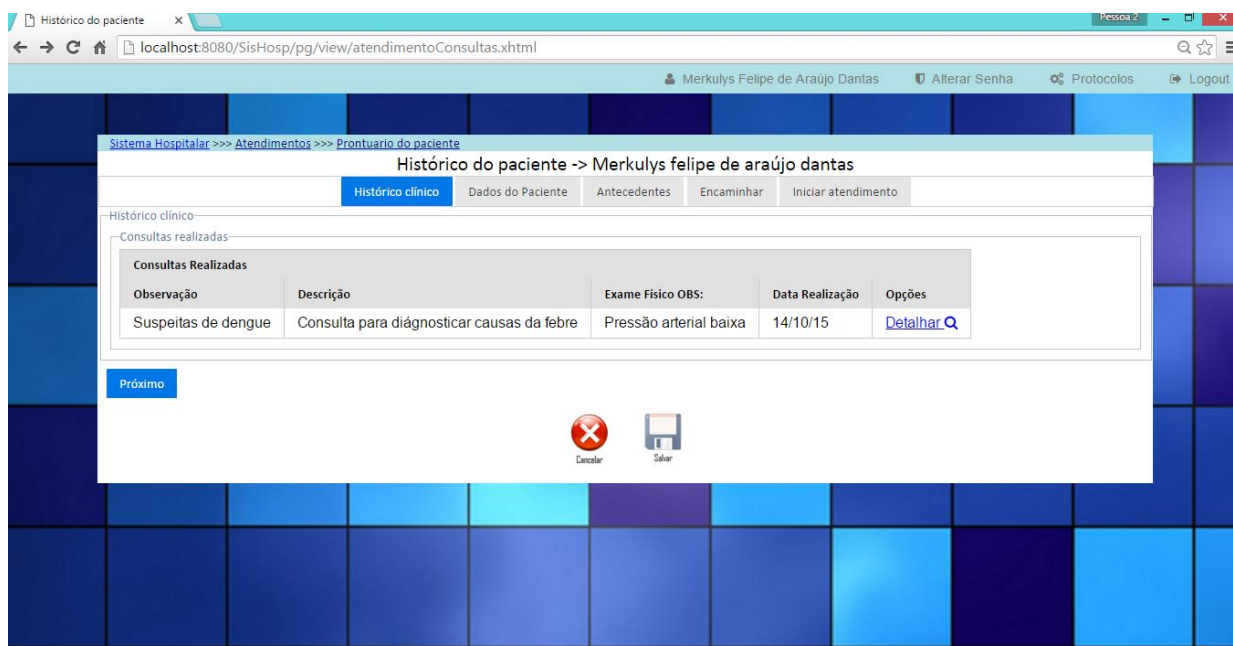 Histórico do paciente x
Pessoa 2
localhost:8080/SisHosp/pg/view/atendimentoConsultas.xhtml
Merkulys Felipe de Araújo Dantas Alterar Senha Protocolos Logout
Sistema Hospitalar >>> Atendimentos >>> Prontuario do paciente
Histórico do paciente -> Merkulys felipe de araújo dantas
Histórico clínico Dados do Paciente Antecedentes Encaminhar Iniciar atendimento
Histórico clínico
Consultas realizadas
Consultas Realizadas
Observação Descrição Exame Físico OBS: Data Realização Opções
Suspeitas de dengue Consulta para diágnosticar causas da febre Pressão arterial baixa 14/10/15 Detalhar
Próximo
Cancelar Salvar